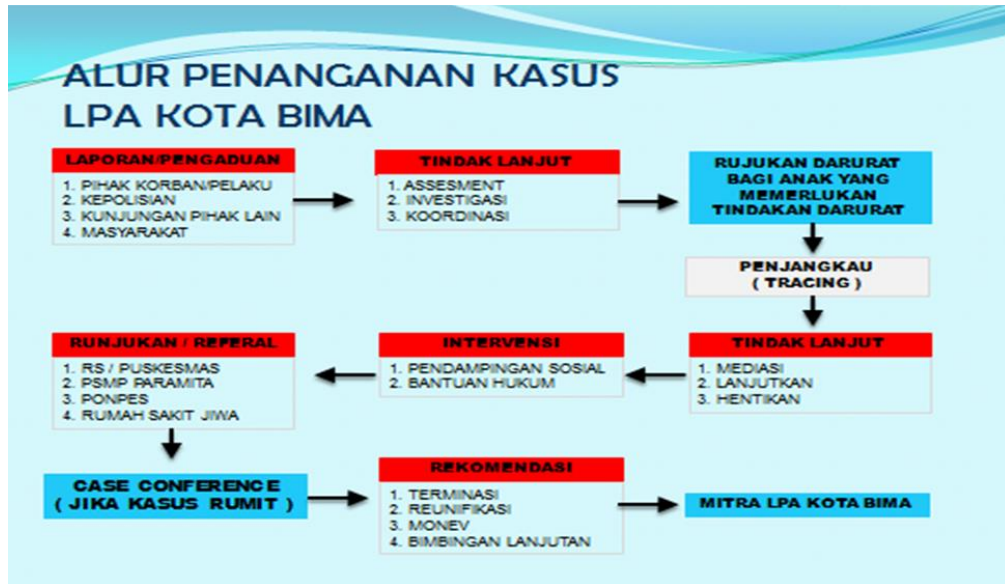 ALUR PENANGANAN KASUS
LPA KOTA BIMA
LAPORAN/PENGADUAN
1. PIHAK KORBAN/PELAKU
2. KEPOLISIAN
3. KUNJUNGAN PIHAK LAIN
4. MASYARAKAT
TINDAK LANJUT
1. ASSESMENT
2. INVESTIGASI
3. KOORDINASI
RUJUKAN DARURAT
BAGI ANAK YANG
MEMERLUKAN
TINDAKAN DARURAT
PENJANGKAU
( TRACING )
TINDAK LANJUT
1. MEDIASI
2. LANJUTKAN
3. HENTIKAN
INTERVENSI
1. PENDAMPINGAN SOSIAL
2. BANTUAN HUKUM
RUNJUKAN / REFERAL
1. RS / PUSKESMAS
2. PSMP PARAMITA
3. PONPES
4. RUMAH SAKIT JIWA
CASE CONFERENCE
( JIKA KASUS RUMIT )
REKOMENDASI
1. TERMINASI
2. REUNIFIKASI
3. MONEV
4. BIMBINGAN LANJUTAN
MITRA LPA KOTA BIMA